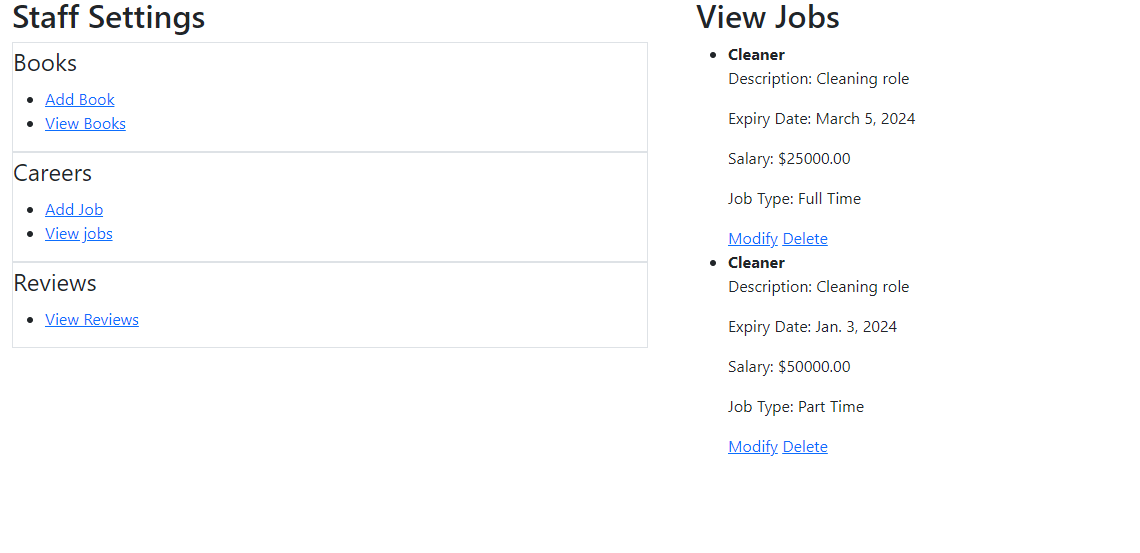 Staff Settings
Books
Add Book
View Books
Careers
Add Job
View jobs
Reviews
View Reviews
View Jobs
Cleaner
Description: Cleaning role
Expiry Date: March 5, 2024
Salary: $25000.00
Job Type: Full Time
Modify Delete
Cleaner
Description: Cleaning role
Expiry Date: Jan. 3, 2024
Salary: $50000.00
Job Type: Part Time
Modify Delete